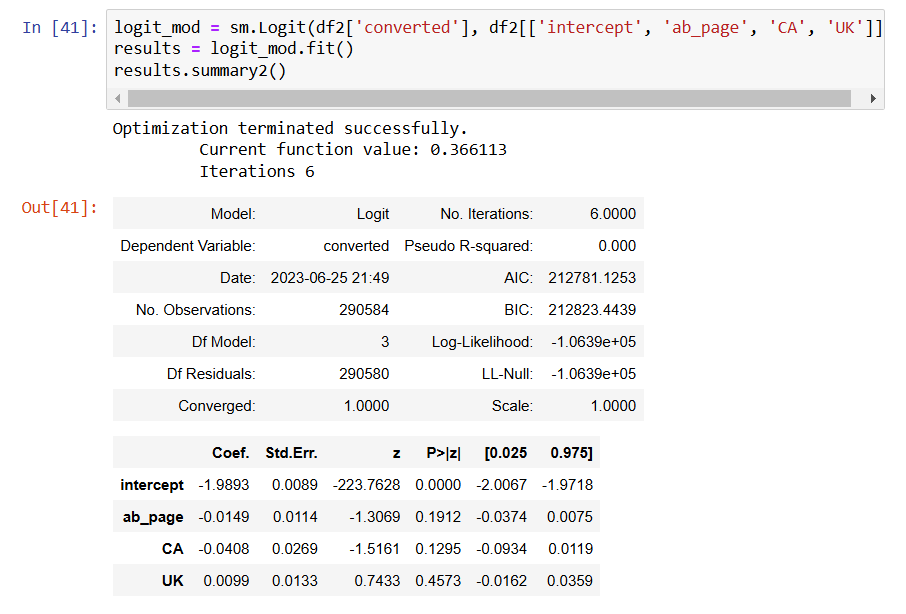 In [41]: logit_mod = sm.Logit(df2['converted'], df2[['intercept', 'ab_page', 'CA', 'UK']]
results = logit_mod.fit()
results.summary2()
Optimization terminated successfully.
Current function value: 0.366113
Iterations 6
Out[41]:
Model: Logit No. Iterations: 6.0000
Dependent Variable: converted Pseudo R-squared: 0.000
Date: 2023-06-25 21:49 AIC: 212781.1253
No. Observations: 290584 BIC: 212823.4439
Df Model: 3 Log-Likelihood: -1.0639e+05
Df Residuals: 290580 LL-Null: -1.0639e+05
Converged: 1.0000 Scale: 1.0000
Coef. Std.Err. z P>|z| [0.025 0.975]
intercept -1.9893 0.0089 -223.7628 0.0000 -2.0067 -1.9718
ab_page -0.0149 0.0114 -1.3069 0.1912 -0.0374 0.0075
CA -0.0408 0.0269 -1.5161 0.1295 -0.0934 0.0119
UK 0.0099 0.0133 0.7433 0.4573 -0.0162 0.0359